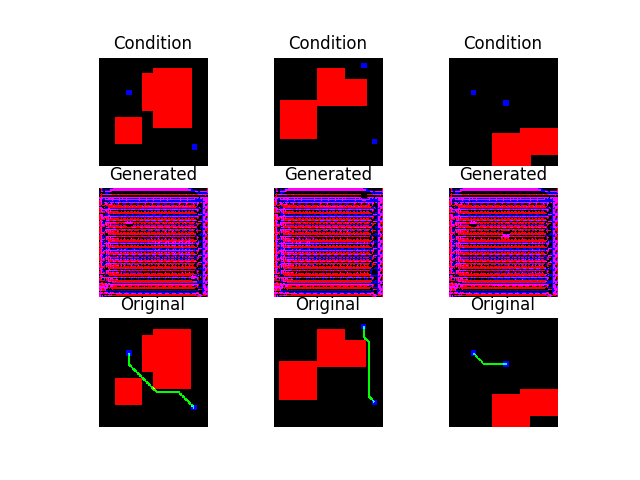 Condition Condition Condition
Generated Generated Generated
Original Original Original